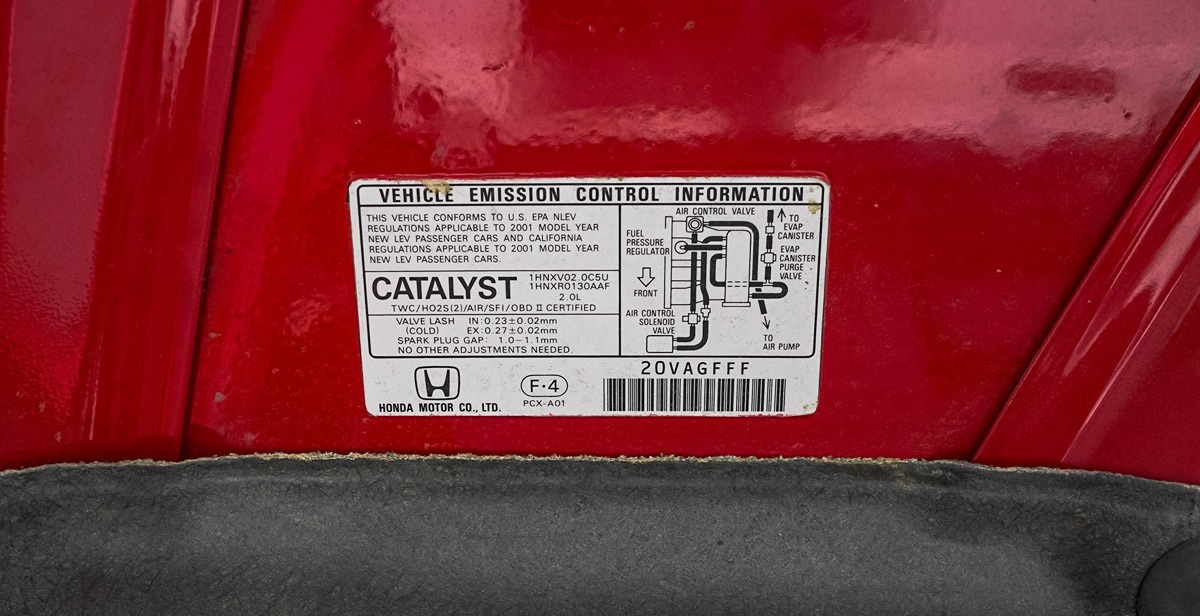 VEHICLE EMISSION CONTROL INFORMATION
THIS VEHICLE CONFORMS TO U.S. EPA NLEV
REGULATIONS APPLICABLE TO 2001 MODEL YEAR
NEW LEV PASSENGER CARS AND CALIFORNIA
REGULATIONS APPLICABLE TO 2001 MODEL YEAR
NEW LEV PASSENGER CARS.
CATALYST
1HNXV02.0C5U
1HNXR0130AAF
2.0L
TWC/HO2S(2)/AIR/SFI/OBD II CERTIFIED
VALVE LASH IN:0.23±0.02mm
(COLD) EX:0.27±0.02mm
SPARK PLUG GAP: 1.0-1.1mm
NO OTHER ADJUSTMENTS NEEDED.
AIR CONTROL VALVE
TO
EVAP
CANISTER
FUEL
PRESSURE
REGULATOR
EVAP
CANISTER
PURGE
VALVE
FRONT
AIR CONTROL
SOLENOID
VALVE
TO
AIR PUMP
HONDA MOTOR CO., LTD.
F·4
PCX-A01
20VAGFFF